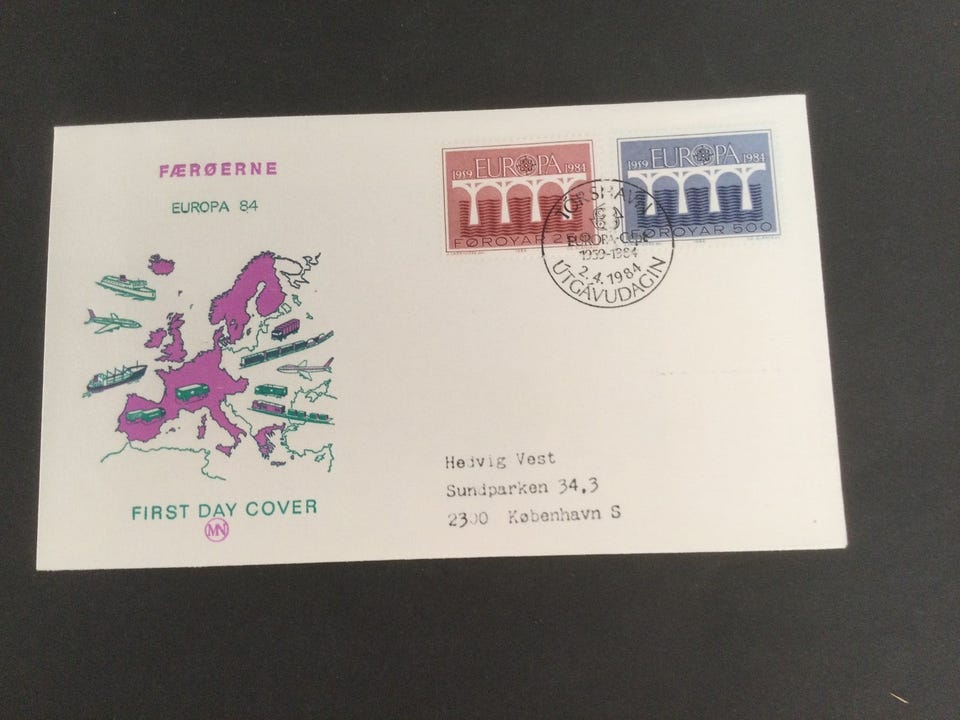 FÆRØERNE
EUROPA 84
1959 EUROPA 1984
FØROYAR 250
1959 EUROPA 1984
FØROYAR 500
TÓRSHAVN
EUROPA-CEPT
1959-1984
2.4.1984
ÚTGÁVUDAGIN
Hedvig Vest
Sundparken 34,3
2300 København S
FIRST DAY COVER
MN